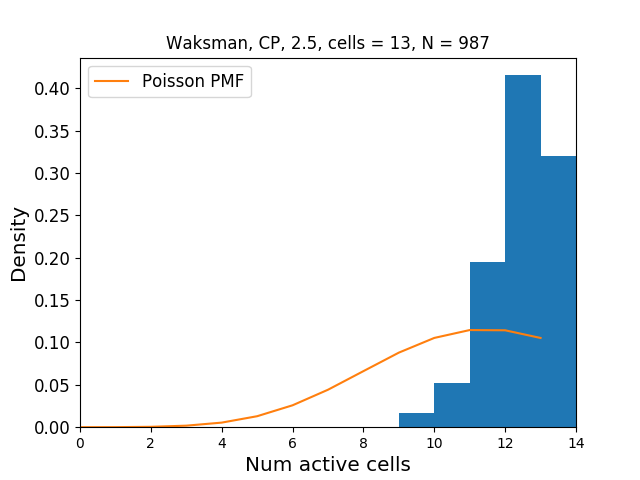 Waksman, CP, 2.5, cells = 13, N = 987
Poisson PMF
0.40
0.35
0.30
0.25
0.20
0.15
0.10
0.05
0.00
Density
0 2 4 6 8 10 12 14
Num active cells